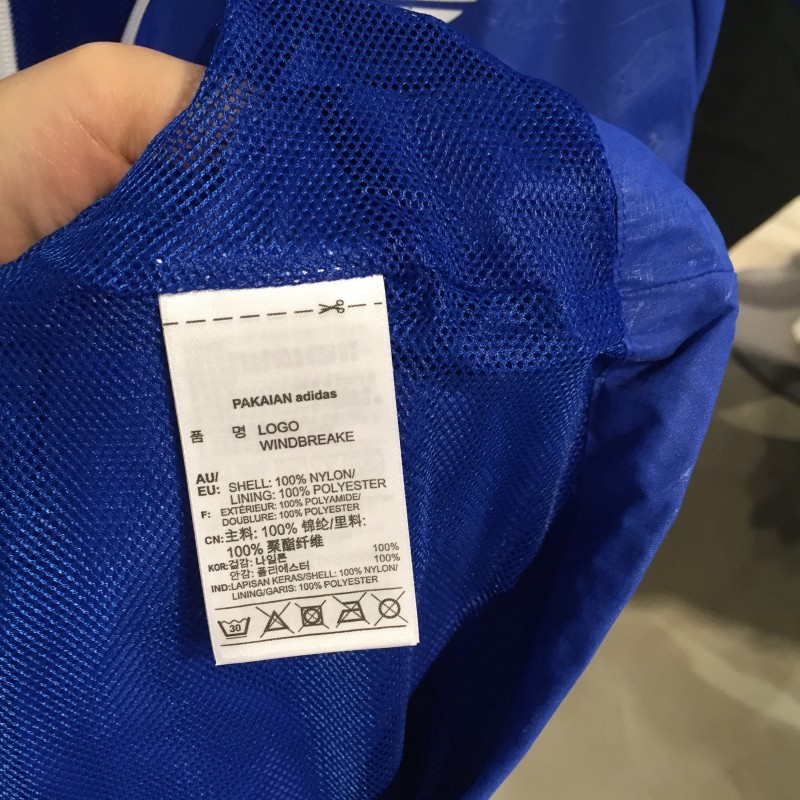 PAKAIAN adidas
품 명 LOGO
WINDBREAKE
AU/
EU: SHELL: 100% NYLON/
LINING: 100% POLYESTER
F: EXTÉRIEUR: 100% POLYAMIDE/
DOUBLURE: 100% POLYESTER
CN: 主料: 100% 锦纶/里料:
100% 聚酯纤维
KOR: 겉감: 나일론 100%
안감: 폴리에스터 100%
IND: LAPISAN KERAS/SHELL: 100% NYLON/
LINING/GARIS: 100% POLYESTER
30